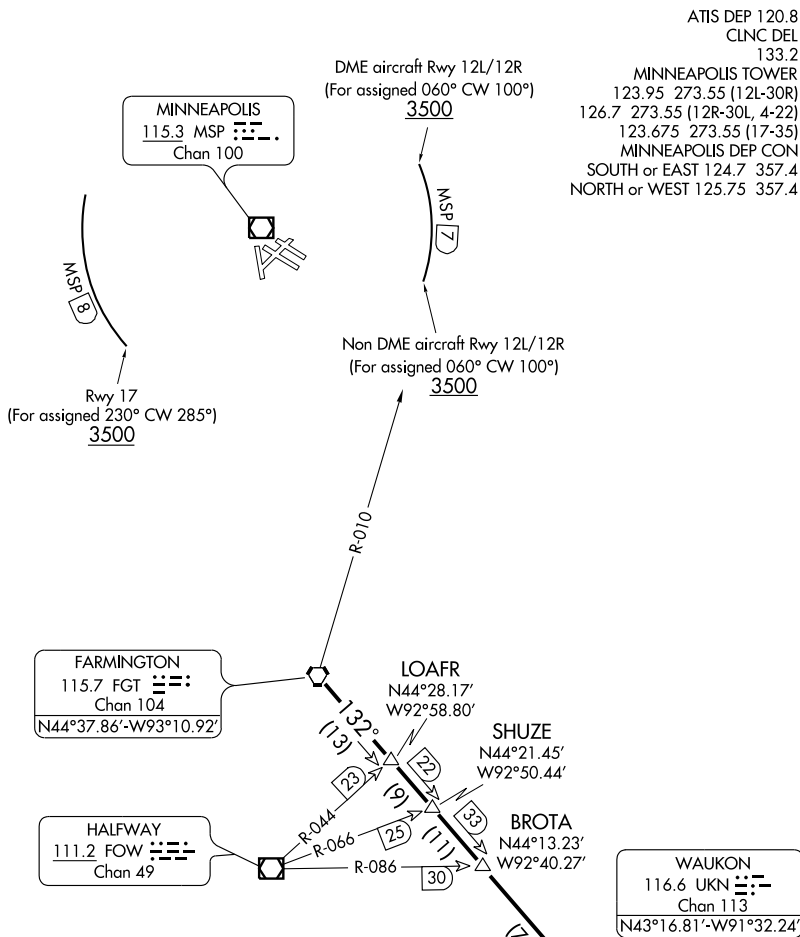 ATIS DEP 120.8
CLNC DEL
133.2
MINNEAPOLIS TOWER
123.95 273.55 (12L-30R)
126.7 273.55 (12R-30L, 4-22)
123.675 273.55 (17-35)
MINNEAPOLIS DEP CON
SOUTH or EAST 124.7 357.4
NORTH or WEST 125.75 357.4
DME aircraft Rwy 12L/12R
(For assigned 060° CW 100°)
3500
MINNEAPOLIS
115.3 MSP
Chan 100
MSP 7
MSP 8
Non DME aircraft Rwy 12L/12R
(For assigned 060° CW 100°)
3500
Rwy 17
(For assigned 230° CW 285°)
3500
R-010
FARMINGTON
115.7 FGT
Chan 104
N44°37.86'-W93°10.92'
LOAFR
N44°28.17'
W92°58.80'
132°
(13)
SHUZE
N44°21.45'
W92°50.44'
22
23
(9)
R-044
BROTA
N44°13.23'
W92°40.27'
33
(11)
25
R-066
HALFWAY
111.2 FOW
Chan 49
R-086
30
WAUKON
116.6 UKN
Chan 113
N43°16.81'-W91°32.24'